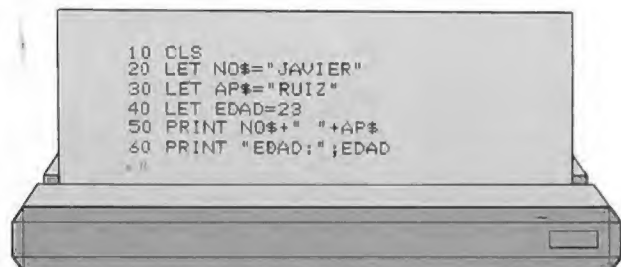 10 CLS
20 LET NO$="JAVIER"
30 LET AP$="RUIZ"
40 LET EDAD=23
50 PRINT NO$+" "+AP$
60 PRINT "EDAD:";EDAD